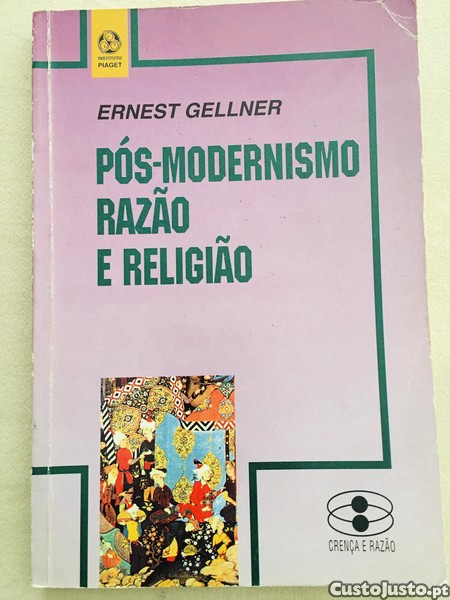 INSTITUTO
PIAGET
ERNEST GELLNER
PÓS-MODERNISMO
RAZÃO
E RELIGIÃO
CRENÇA E RAZÃO
CustoJusto.pt